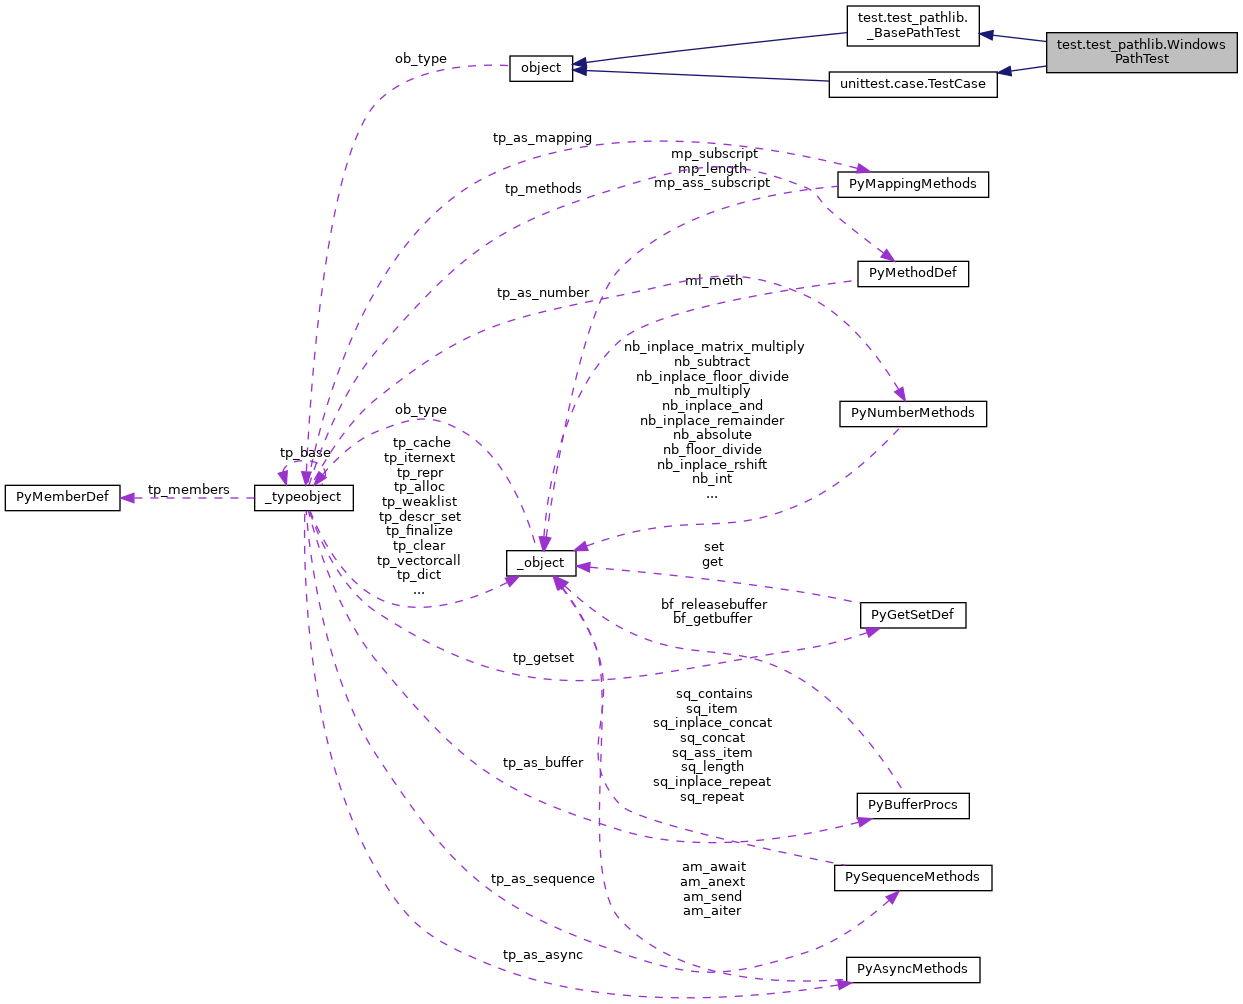 test.test_pathlib.
_BasePathTest
test.test_pathlib.Windows
PathTest
ob_type
object
unittest.case.TestCase
tp_as_mapping
mp_subscript
mp_length
mp_ass_subscript
PyMappingMethods
tp_methods
PyMethodDef
ml_meth
tp_as_number
nb_inplace_matrix_multiply
nb_subtract
nb_inplace_floor_divide
nb_multiply
nb_inplace_and
nb_inplace_remainder
nb_absolute
nb_floor_divide
nb_inplace_rshift
nb_int
...
PyNumberMethods
ob_type
tp_base
tp_cache
tp_iternext
tp_repr
tp_alloc
tp_weaklist
tp_descr_set
tp_finalize
tp_clear
tp_vectorcall
tp_dict
...
PyMemberDef
tp_members
_typeobject
_object
set
get
bf_releasebuffer
bf_getbuffer
PyGetSetDef
tp_getset
sq_contains
sq_item
sq_inplace_concat
sq_concat
sq_ass_item
sq_length
sq_inplace_repeat
sq_repeat
tp_as_buffer
PyBufferProcs
am_await
am_anext
am_send
am_aiter
tp_as_sequence
PySequenceMethods
tp_as_async
PyAsyncMethods